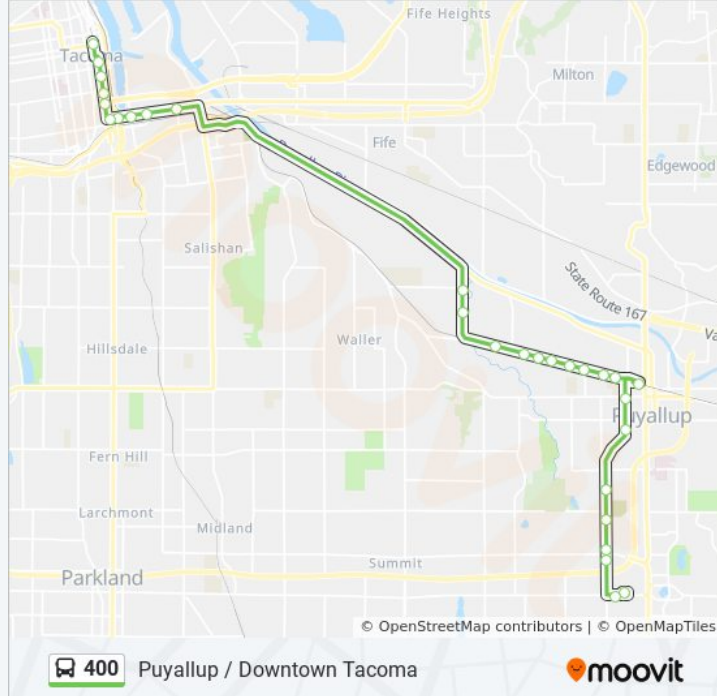 Fife Heights
Tacoma
Milton
Fife
Edgewood
Salishan
State Route 167
Waller
Hillsdale
Puyallup
Fern Hill
Larchmont
Midland
Summit
Parkland
© OpenStreetMap contributors | © OpenMapTiles
400 Puyallup / Downtown Tacoma
moovit